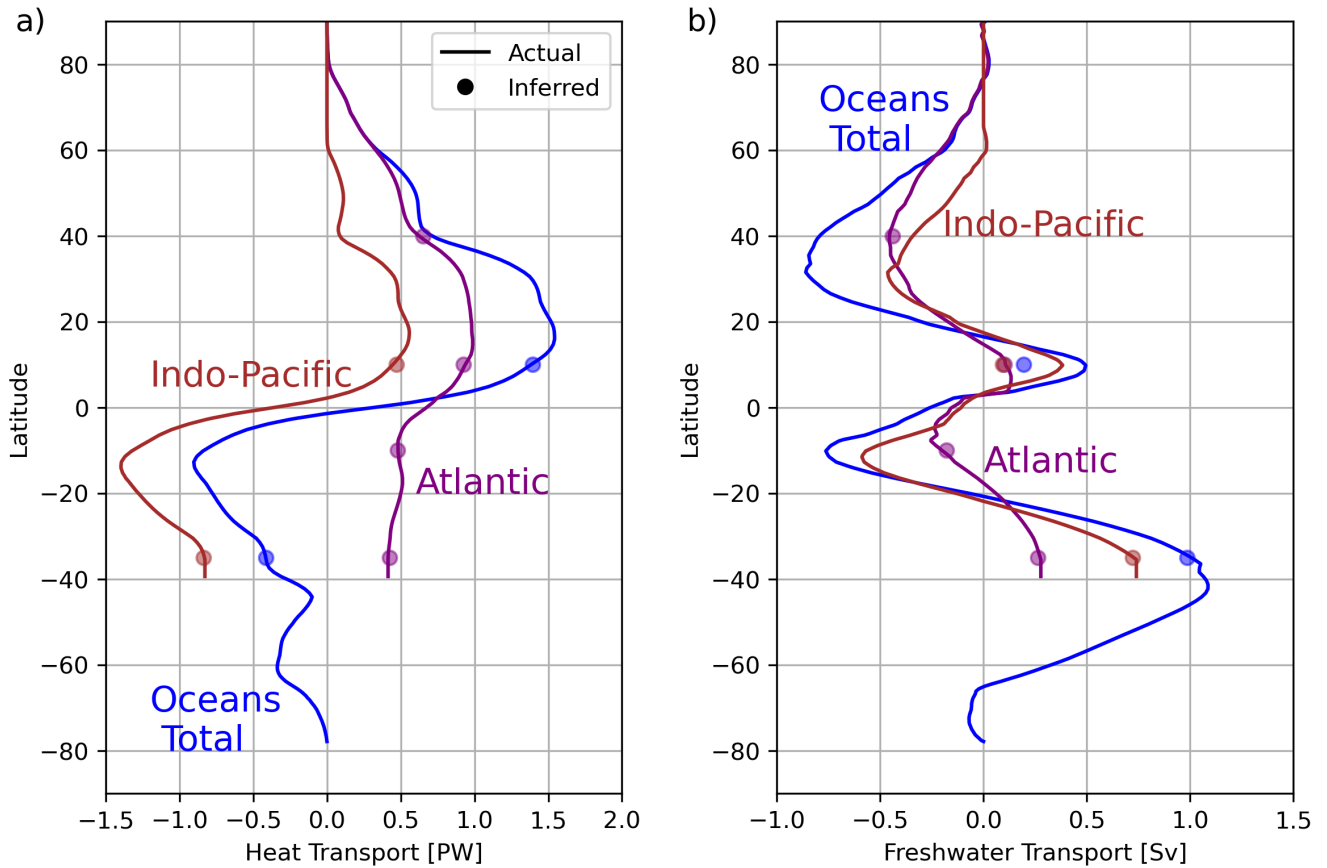 a)
Actual
Inferred
Indo-Pacific
Atlantic
Oceans
Total
80
60
40
20
0
−20
−40
−60
−80
Latitude
−1.5 −1.0 −0.5 0.0 0.5 1.0 1.5 2.0
Heat Transport [PW]
b)
Oceans
Total
Indo-Pacific
Atlantic
80
60
40
20
0
−20
−40
−60
−80
Latitude
−1.0 −0.5 0.0 0.5 1.0 1.5
Freshwater Transport [Sv]